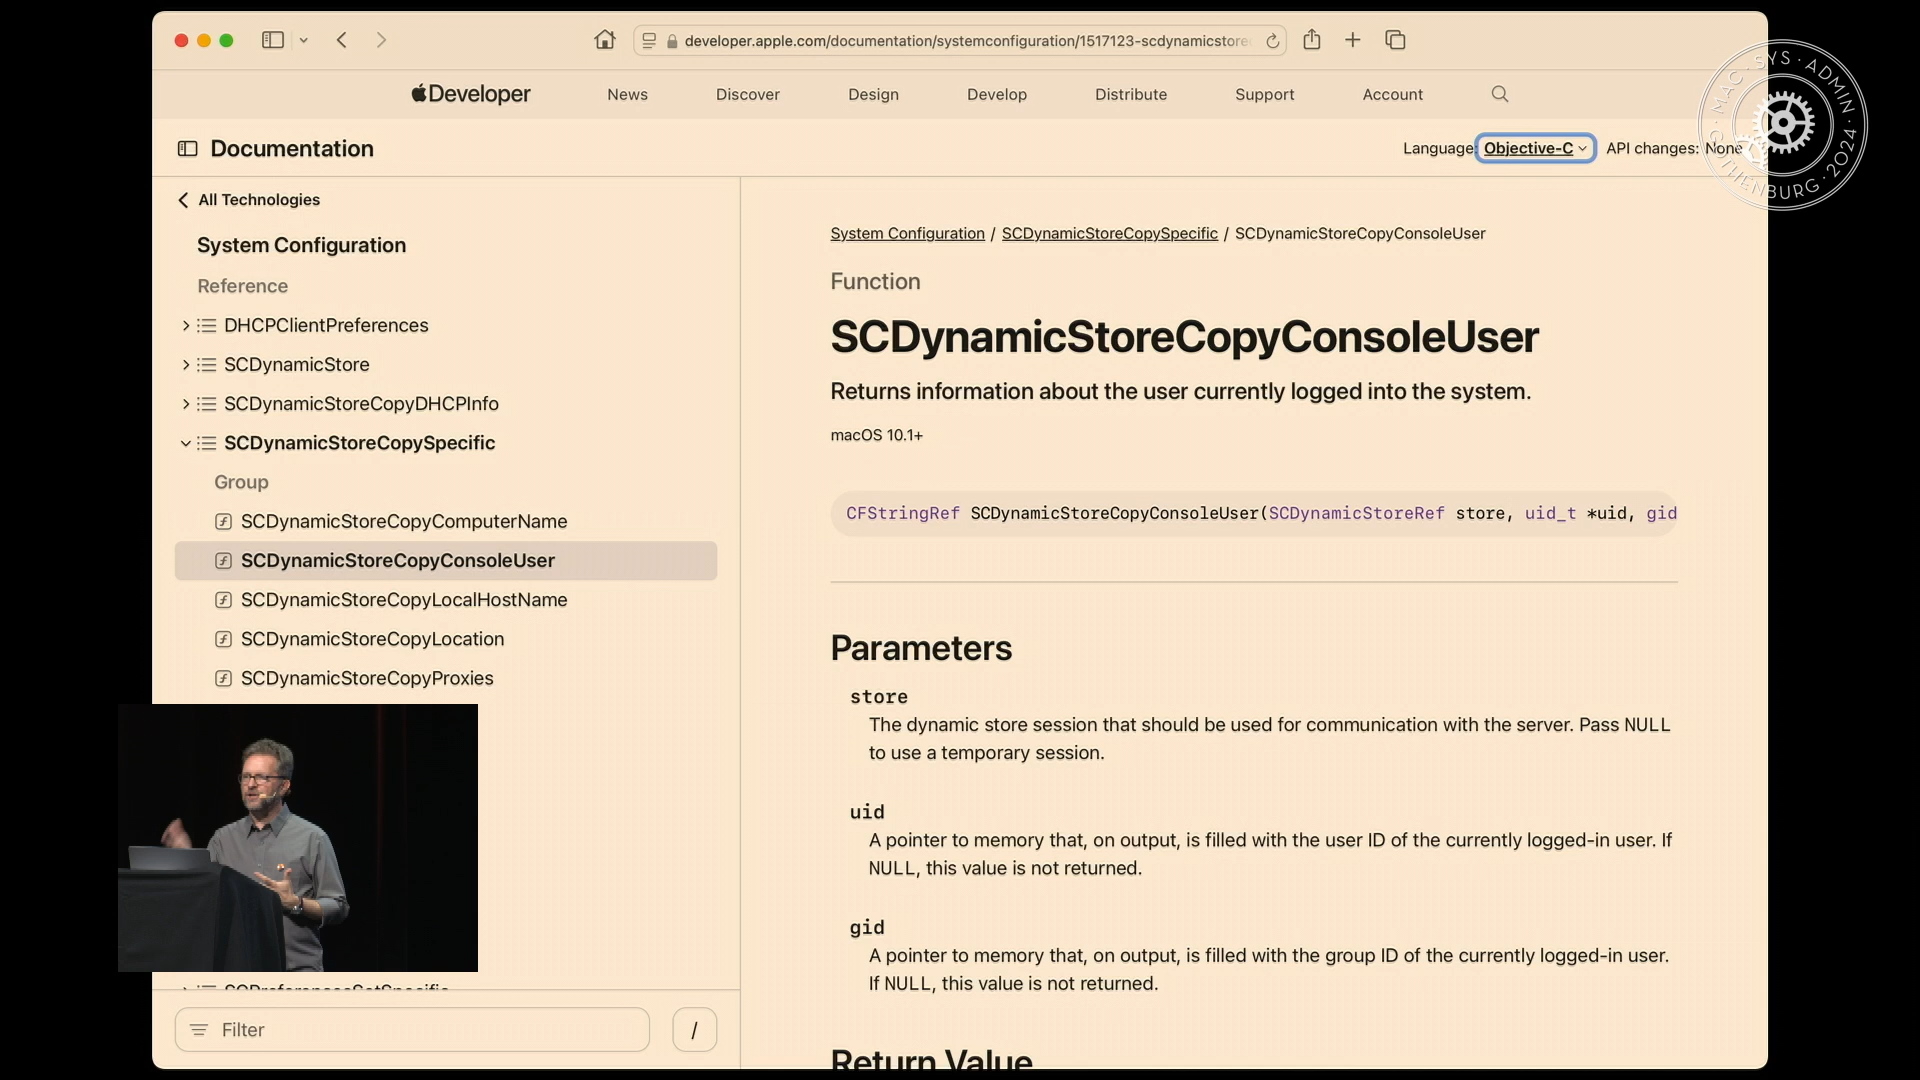 developer.apple.com/documentation/systemconfiguration/1517123-scdynamicstorec
Developer
News
Discover
Design
Develop
Distribute
Support
Account
Documentation
Language: Objective-C
API changes: None
MAC · SYS · ADMIN · GOTHENBURG · 2024
All Technologies
System Configuration
Reference
DHCPClientPreferences
SCDynamicStore
SCDynamicStoreCopyDHCPInfo
SCDynamicStoreCopySpecific
Group
SCDynamicStoreCopyComputerName
SCDynamicStoreCopyConsoleUser
SCDynamicStoreCopyLocalHostName
SCDynamicStoreCopyLocation
SCDynamicStoreCopyProxies
SCPreferencesSetSpecific
Filter
/
System Configuration / SCDynamicStoreCopySpecific / SCDynamicStoreCopyConsoleUser
Function
SCDynamicStoreCopyConsoleUser
Returns information about the user currently logged into the system.
macOS 10.1+
CFStringRef SCDynamicStoreCopyConsoleUser(SCDynamicStoreRef store, uid_t *uid, gid
Parameters
store
The dynamic store session that should be used for communication with the server. Pass NULL
to use a temporary session.
uid
A pointer to memory that, on output, is filled with the user ID of the currently logged-in user. If
NULL, this value is not returned.
gid
A pointer to memory that, on output, is filled with the group ID of the currently logged-in user.
If NULL, this value is not returned.
Return Value